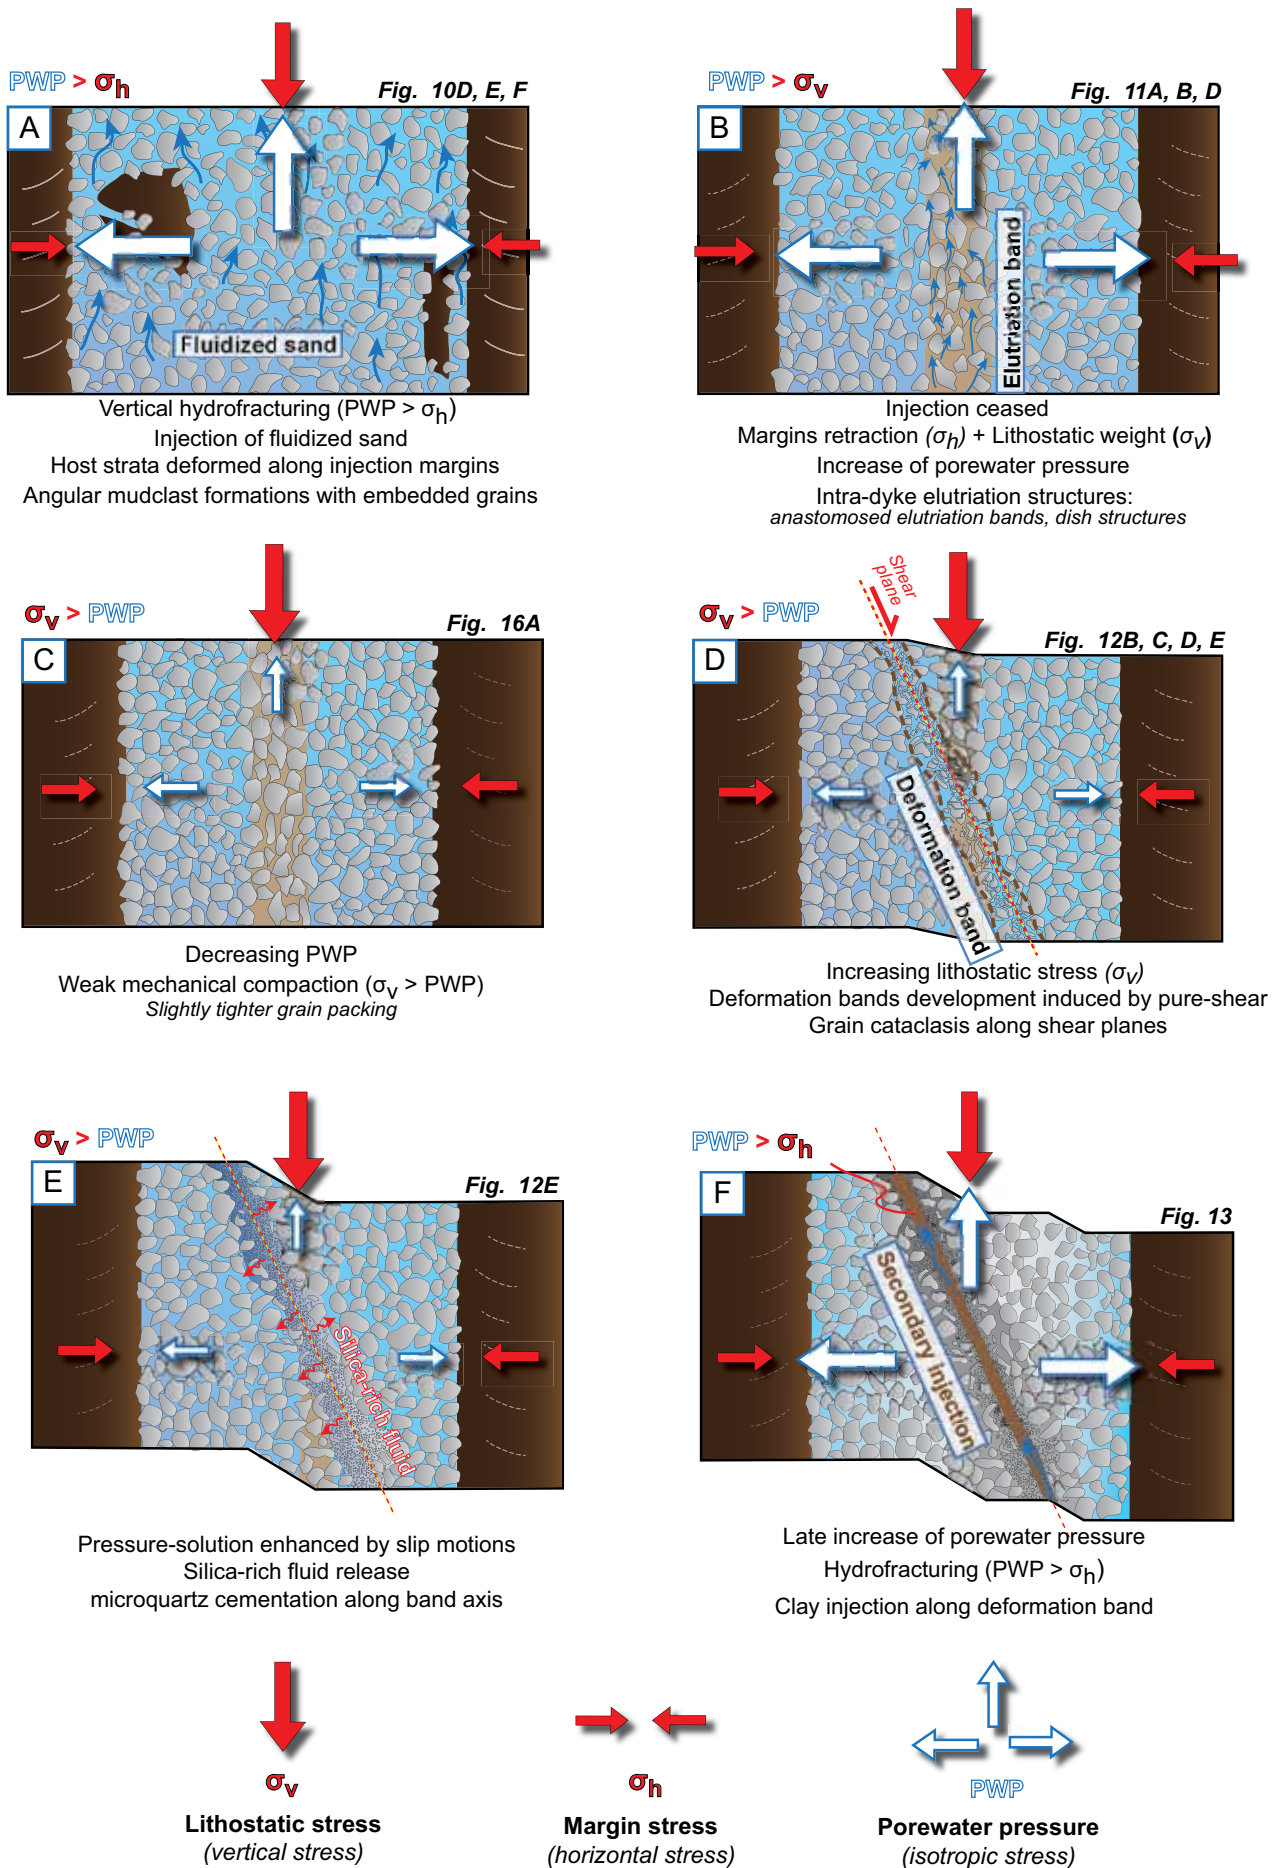 PWP > σh
Fig. 10D, E, F
A
Fluidized sand
Vertical hydrofracturing (PWP > σh)
Injection of fluidized sand
Host strata deformed along injection margins
Angular mudclast formations with embedded grains
PWP > σv
Fig. 11A, B, D
B
Elutriation band
Injection ceased
Margins retraction (σh) + Lithostatic weight (σv)
Increase of porewater pressure
Intra-dyke elutriation structures:
anastomosed elutriation bands, dish structures
σv > PWP
Fig. 16A
C
Decreasing PWP
Weak mechanical compaction (σv > PWP)
Slightly tighter grain packing
σv > PWP
Shear
plane
Fig. 12B, C, D, E
D
Deformation band
Increasing lithostatic stress (σv)
Deformation bands development induced by pure-shear
Grain cataclasis along shear planes
σv > PWP
Fig. 12E
E
Silica-rich fluid
Pressure-solution enhanced by slip motions
Silica-rich fluid release
microquartz cementation along band axis
PWP > σh
Fig. 13
F
Secondary injection
Late increase of porewater pressure
Hydrofracturing (PWP > σh)
Clay injection along deformation band
σv
Lithostatic stress
(vertical stress)
σh
Margin stress
(horizontal stress)
PWP
Porewater pressure
(isotropic stress)